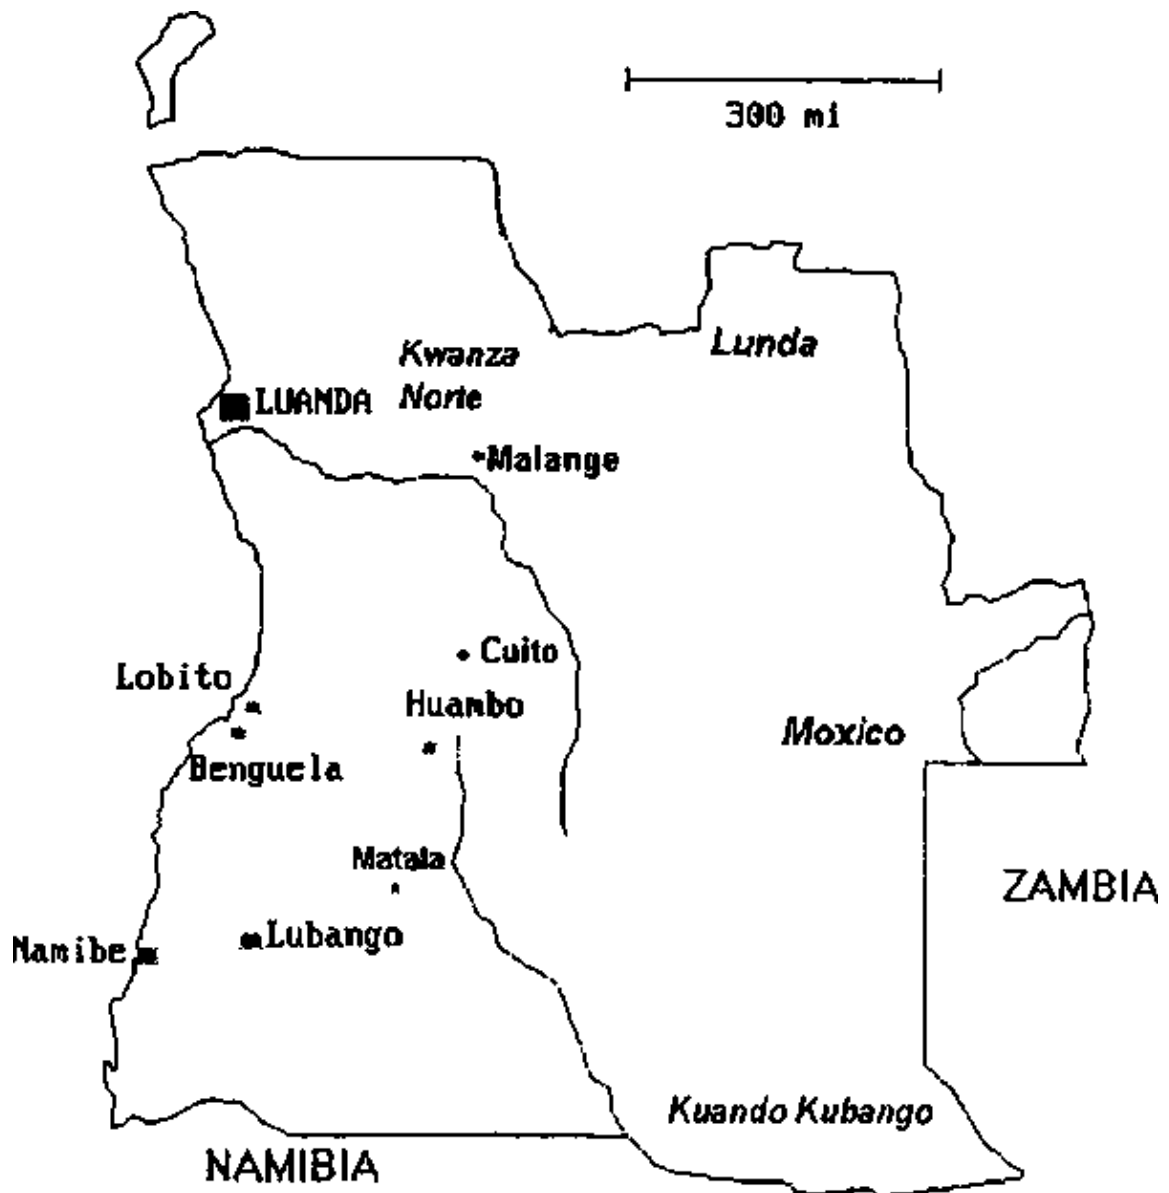 300 mi
Lunda
Kwanza
Norte
LUANDA
Malange
Cuito
Lobito
Huambo
Moxico
Benguela
Matala
ZAMBIA
Lubango
Namibe
Kuando Kubango
NAMIBIA